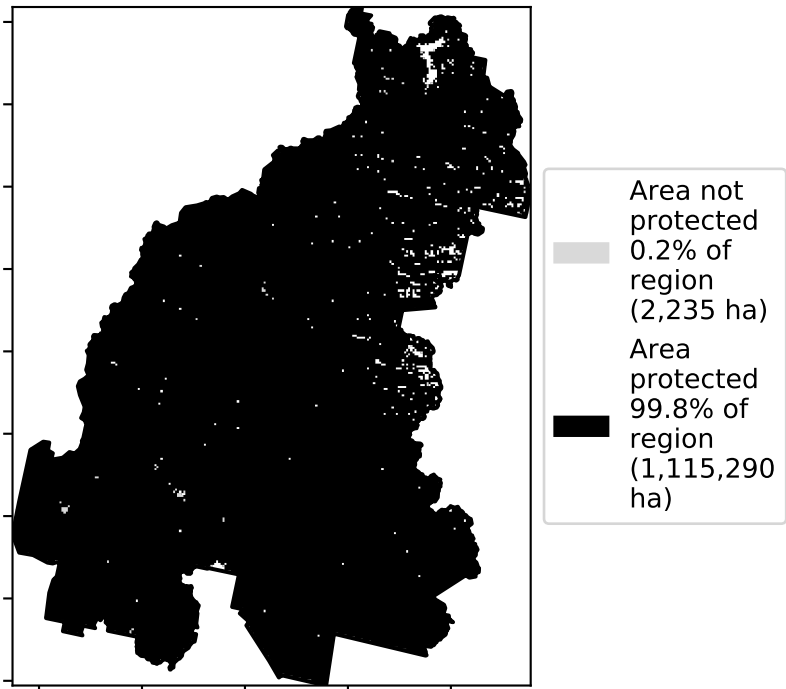 Area not
protected
0.2% of
region
(2,235 ha)
Area
protected
99.8% of
region
(1,115,290
ha)